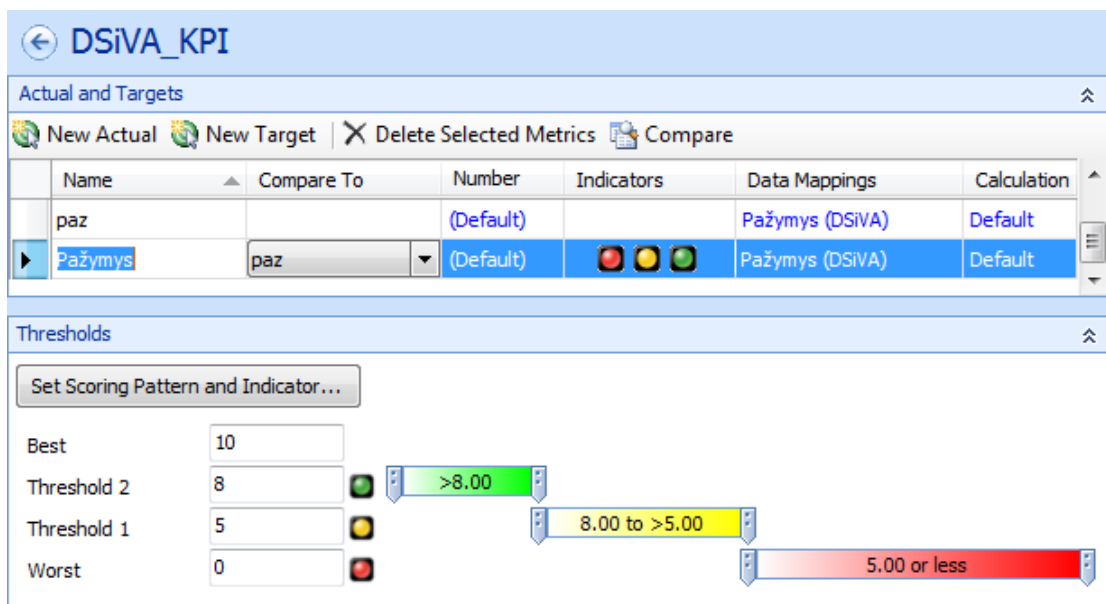 DSiVA_KPI
Actual and Targets
New Actual New Target Delete Selected Metrics Compare
Name Compare To Number Indicators Data Mappings Calculation
paz (Default) Pažymys (DSiVA) Default
Pažymys paz (Default) Pažymys (DSiVA) Default
Thresholds
Set Scoring Pattern and Indicator...
Best 10
Threshold 2 8 >8.00
Threshold 1 5 8.00 to >5.00
Worst 0 5.00 or less